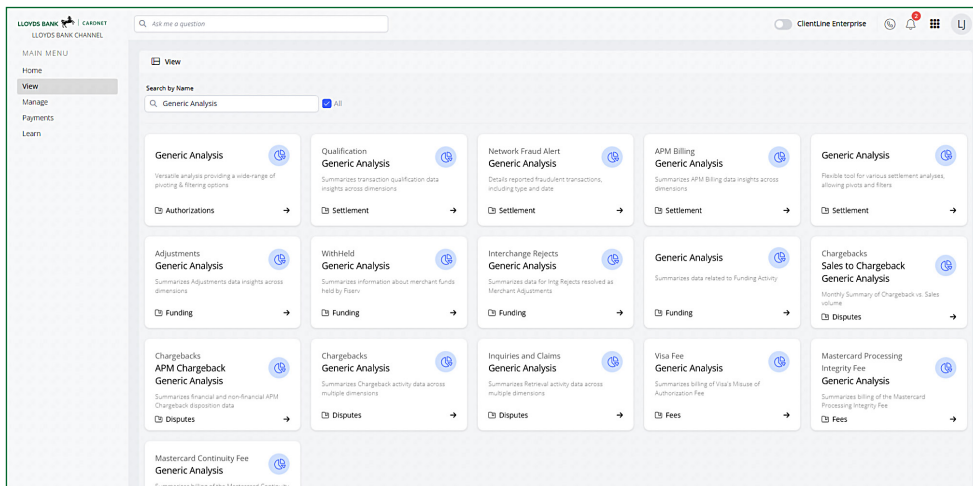 LLOYDS BANK CARDNET
LLOYDS BANK CHANNEL
Ask me a question
ClientLine Enterprise
2
LJ
MAIN MENU
Home
View
Manage
Payments
Learn
View
Search by Name
Generic Analysis
All
Generic Analysis
Versatile analysis providing a wide-range of
pivoting & filtering options
Authorizations
Qualification
Generic Analysis
Summarizes transaction qualification data
insights across dimensions
Settlement
Network Fraud Alert
Generic Analysis
Details reported fraudulent transactions,
including type and date
Settlement
APM Billing
Generic Analysis
Summarizes APM Billing data insights across
dimensions
Settlement
Generic Analysis
Flexible tool for various settlement analyses,
allowing pivots and filters
Settlement
Adjustments
Generic Analysis
Summarizes Adjustments data insights across
dimensions
Funding
WithHeld
Generic Analysis
Summarizes information about merchant funds
held by Fiserv
Funding
Interchange Rejects
Generic Analysis
Summarizes data for Intg Rejects resolved as
Merchant Adjustments
Funding
Generic Analysis
Summarizes data related to Funding Activity
Funding
Chargebacks
Sales to Chargeback
Generic Analysis
Monthly Summary of Chargeback vs. Sales
volume
Disputes
Chargebacks
APM Chargeback
Generic Analysis
Summarizes financial and non-financial APM
Chargeback disposition data
Disputes
Chargebacks
Generic Analysis
Summarizes Chargeback activity data across
multiple dimensions
Disputes
Inquiries and Claims
Generic Analysis
Summarizes Retrieval activity data across
multiple dimensions
Disputes
Visa Fee
Generic Analysis
Summarizes billing of Visa's Misuse of
Authorization Fee
Fees
Mastercard Processing
Integrity Fee
Generic Analysis
Summarizes billing of the Mastercard
Processing Integrity Fee
Fees
Mastercard Continuity Fee
Generic Analysis
Summarizes billing of the Mastercard Continuity